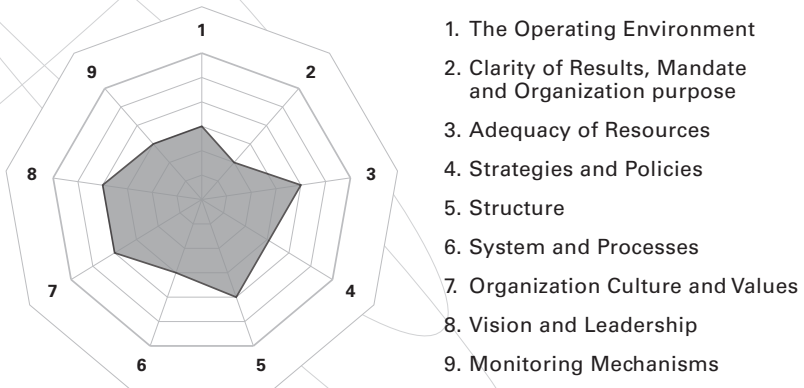 1
2
3
4
5
6
7
8
9
1. The Operating Environment
2. Clarity of Results, Mandate
and Organization purpose
3. Adequacy of Resources
4. Strategies and Policies
5. Structure
6. System and Processes
7. Organization Culture and Values
8. Vision and Leadership
9. Monitoring Mechanisms